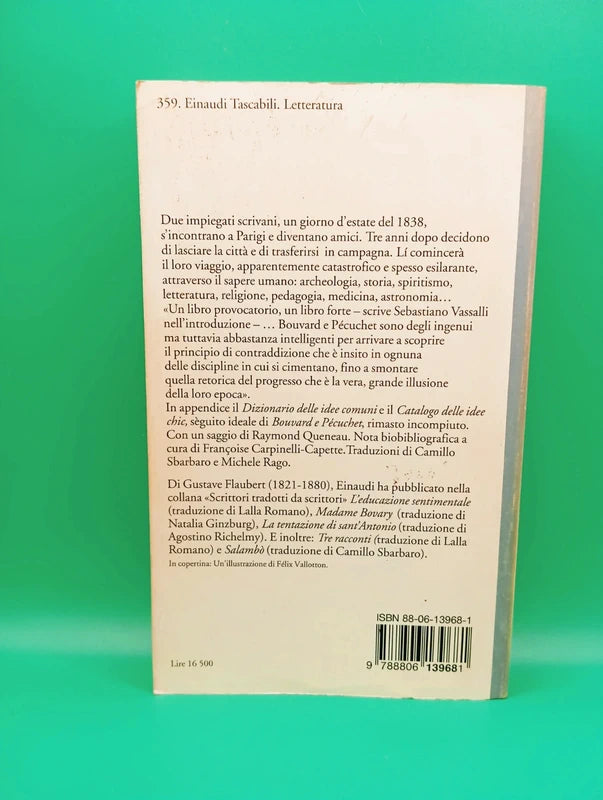 359. Einaudi Tascabili. Letteratura
Due impiegati scrivani, un giorno d'estate del 1838,
s'incontrano a Parigi e diventano amici. Tre anni dopo decidono
di lasciare la città e di trasferirsi in campagna. Lí comincerà
il loro viaggio, apparentemente catastrofico e spesso esilarante,
attraverso il sapere umano: archeologia, storia, spiritismo,
letteratura, religione, pedagogia, medicina, astronomia...
«Un libro provocatorio, un libro forte – scrive Sebastiano Vassalli
nell'introduzione – ... Bouvard e Pécuchet sono degli ingenui
ma tuttavia abbastanza intelligenti per arrivare a scoprire
il principio di contraddizione che è insito in ognuna
delle discipline in cui si cimentano, fino a smontare
quella retorica del progresso che è la vera, grande illusione
della loro epoca».
In appendice il Dizionario delle idee comuni e il Catalogo delle idee
chic, sèguito ideale di Bouvard e Pécuchet, rimasto incompiuto.
Con un saggio di Raymond Queneau. Nota biobibliografica a
cura di Françoise Carpinelli-Capette.Traduzioni di Camillo
Sbarbaro e Michele Rago.
Di Gustave Flaubert (1821-1880), Einaudi ha pubblicato nella
collana «Scrittori tradotti da scrittori» L'educazione sentimentale
(traduzione di Lalla Romano), Madame Bovary (traduzione di
Natalia Ginzburg), La tentazione di sant'Antonio (traduzione di
Agostino Richelmy). E inoltre: Tre racconti (traduzione di Lalla
Romano) e Salambò (traduzione di Camillo Sbarbaro).
In copertina: Un'illustrazione di Félix Vallotton.
ISBN 88-06-13968-1
9 788806 139681
Lire 16 500